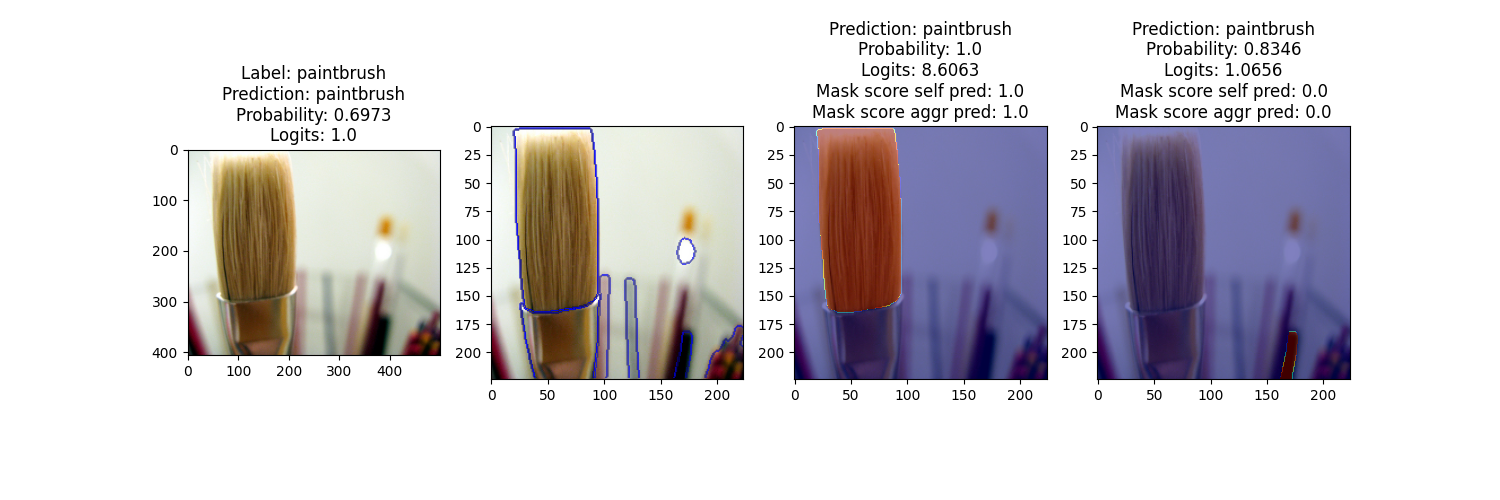 Label: paintbrush
Prediction: paintbrush
Probability: 0.6973
Logits: 1.0
0
100
200
300
400
0 100 200 300 400
0
25
50
75
100
125
150
175
200
0 50 100 150 200
Prediction: paintbrush
Probability: 1.0
Logits: 8.6063
Mask score self pred: 1.0
Mask score aggr pred: 1.0
0
25
50
75
100
125
150
175
200
0 50 100 150 200
Prediction: paintbrush
Probability: 0.8346
Logits: 1.0656
Mask score self pred: 0.0
Mask score aggr pred: 0.0
0
25
50
75
100
125
150
175
200
0 50 100 150 200